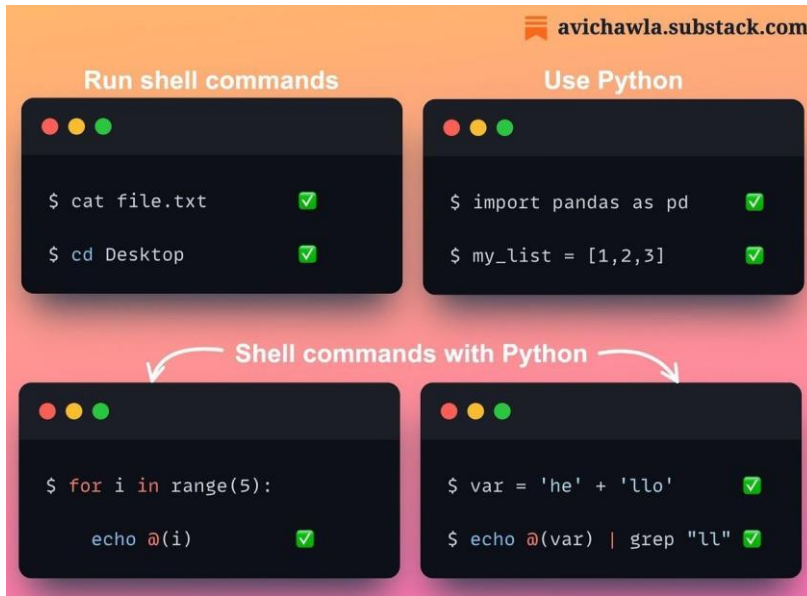 avichawla.substack.com
Run shell commands
$ cat file.txt ✅
$ cd Desktop ✅
Use Python
$ import pandas as pd ✅
$ my_list = [1,2,3] ✅
Shell commands with Python
$ for i in range(5):
echo @(i) ✅
$ var = 'he' + 'llo' ✅
$ echo @(var) | grep "ll" ✅